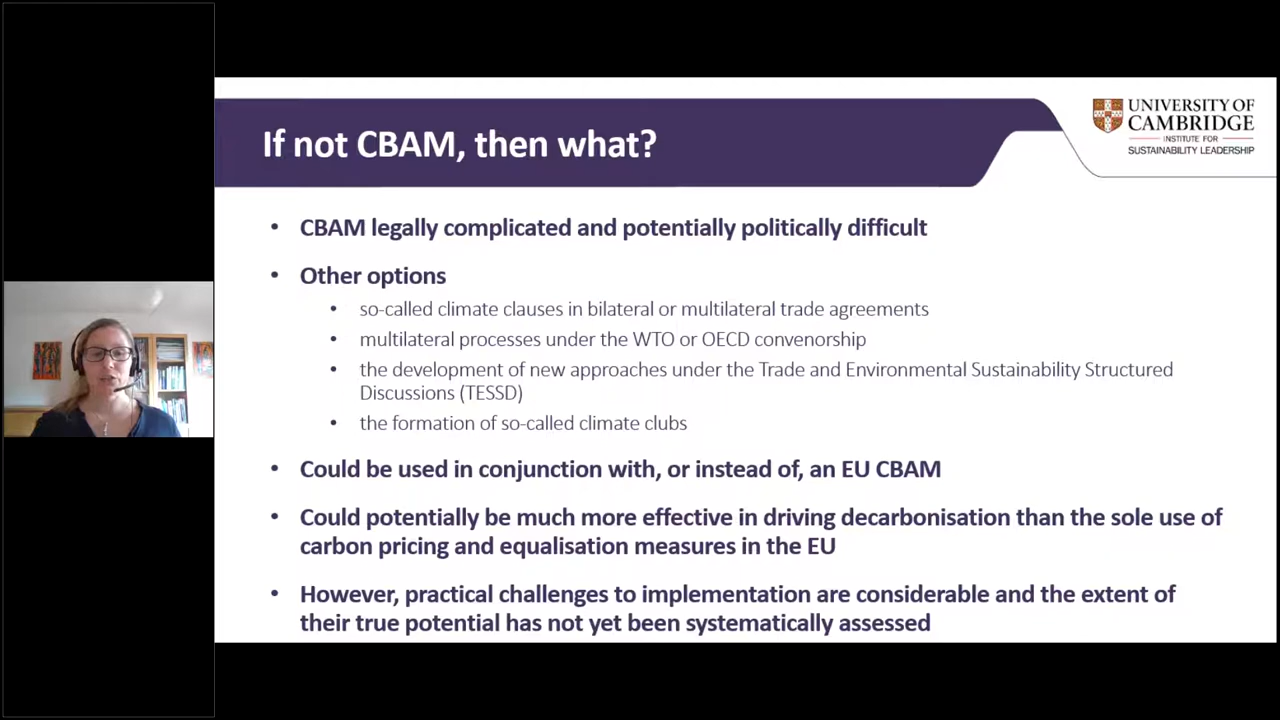 If not CBAM, then what?
UNIVERSITY OF
CAMBRIDGE
INSTITUTE FOR
SUSTAINABILITY LEADERSHIP
• CBAM legally complicated and potentially politically difficult
• Other options
• so-called climate clauses in bilateral or multilateral trade agreements
• multilateral processes under the WTO or OECD convenorship
• the development of new approaches under the Trade and Environmental Sustainability Structured
Discussions (TESSD)
• the formation of so-called climate clubs
• Could be used in conjunction with, or instead of, an EU CBAM
• Could potentially be much more effective in driving decarbonisation than the sole use of
carbon pricing and equalisation measures in the EU
• However, practical challenges to implementation are considerable and the extent of
their true potential has not yet been systematically assessed